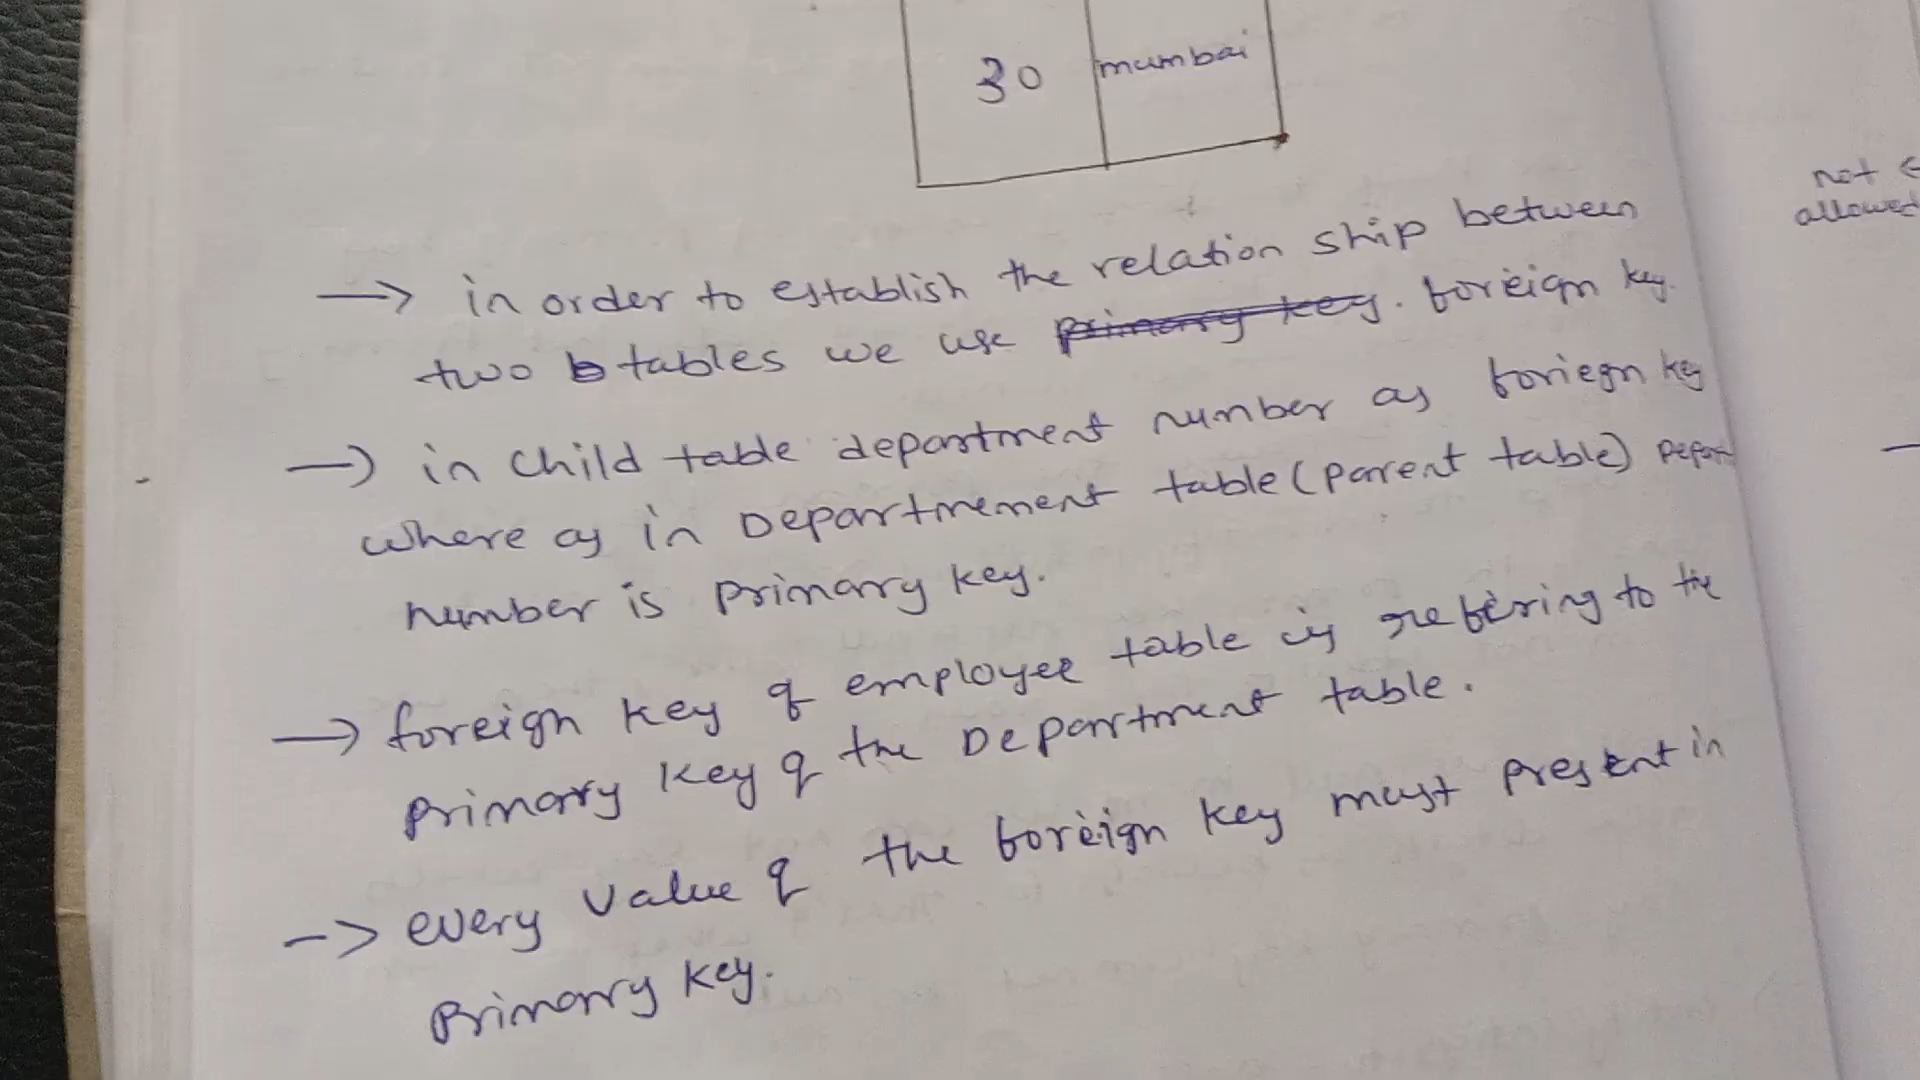 30 mumbai
not
allowed
→ in order to establish the relation ship between
two tables we use primary key. foreign key.
→ in child table department number as foriegn key
where as in Departmement table (parent table) Depart
number is primary key.
→ foreign key of employee table is refering to the
primary key of the Department table.
→ every value of the foreign key must present in
primary key.